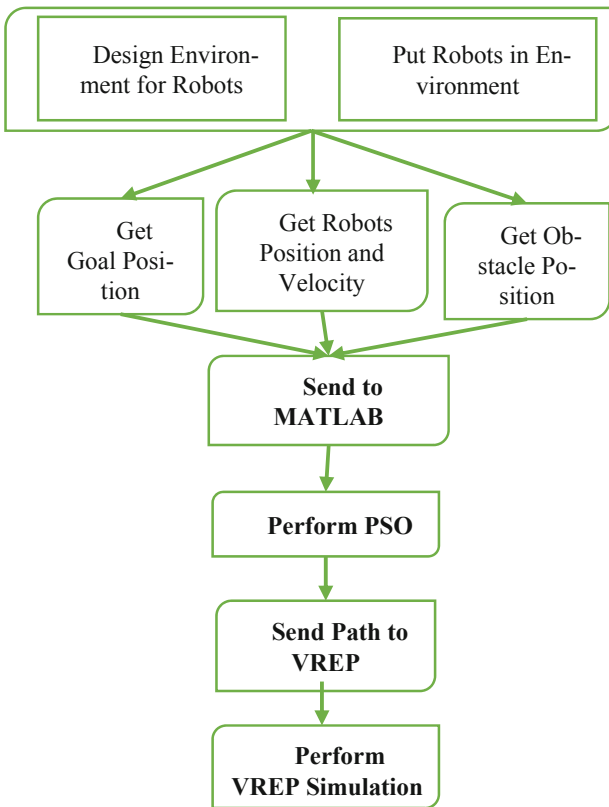 Design Environ-
ment for Robots
Put Robots in En-
vironment
Get
Goal Posi-
tion
Get Robots
Position and
Velocity
Get Ob-
stacle Po-
sition
Send to
MATLAB
Perform PSO
Send Path to
VREP
Perform
VREP Simulation